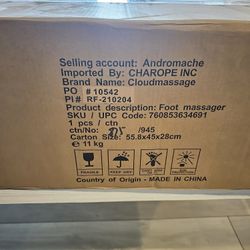 Selling account: Andromache
Imported By: CHAROPE INC
Brand Name: Cloudmassage
PO # 10542
PI# RF-210204
Product description: Foot massager
SKU / UPC Code: 760853634691
1 pcs / ctn
ctn/No: /945
Carton Size: 55.8x45x28cm
11 kg
FRAGILE
KEEP DRY
Country of Origin - MADE IN CHINA